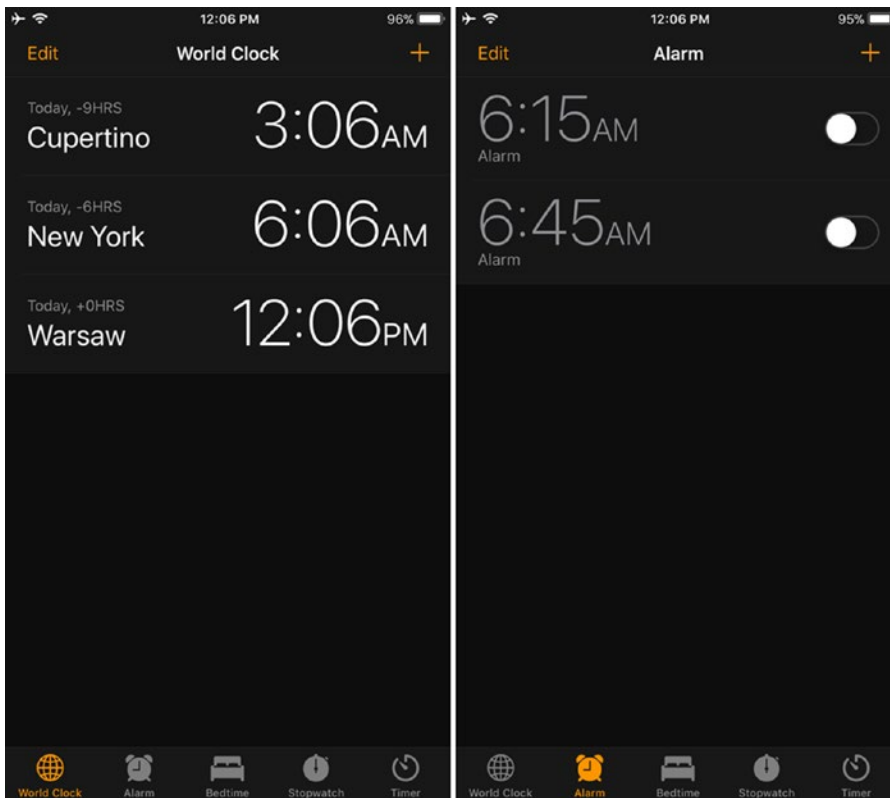 12:06 PM 96%
Edit World Clock +
Today, -9HRS
Cupertino 3:06AM
Today, -6HRS
New York 6:06AM
Today, +0HRS
Warsaw 12:06PM
World Clock Alarm Bedtime Stopwatch Timer
12:06 PM 95%
Edit Alarm +
6:15AM
Alarm
6:45AM
Alarm
World Clock Alarm Bedtime Stopwatch Timer